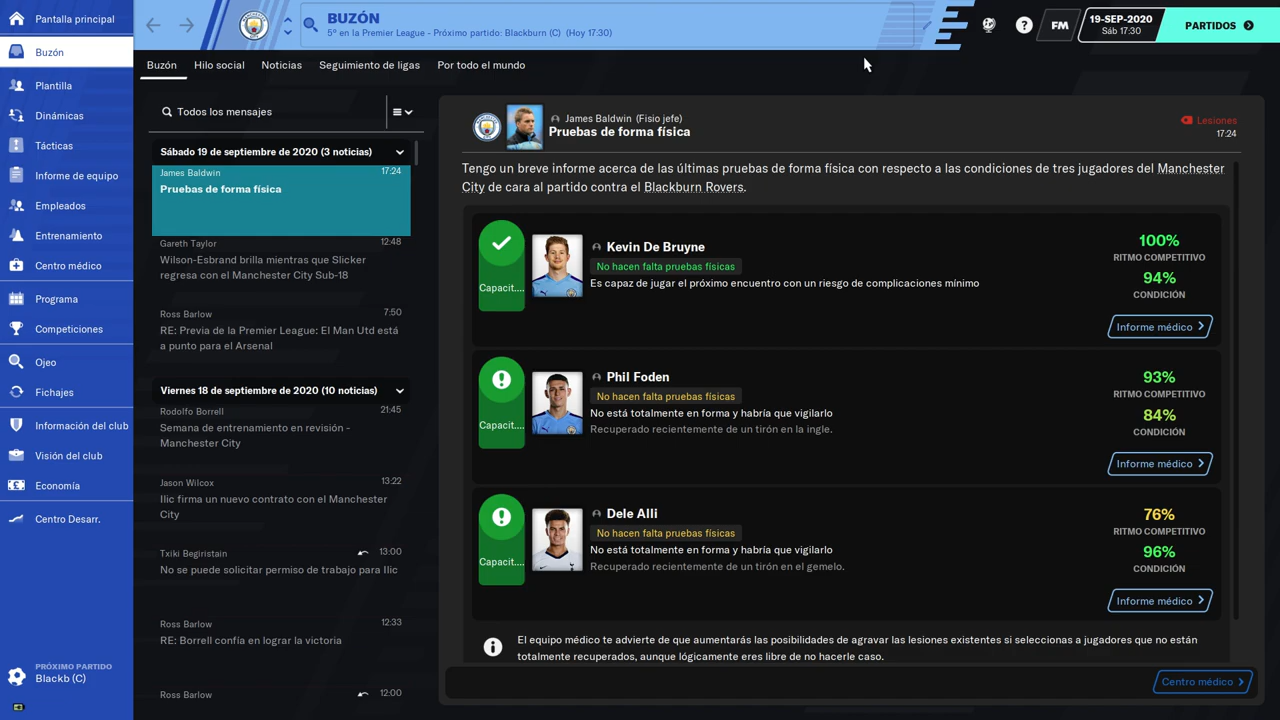 Pantalla principal
Buzón
Plantilla
Dinámicas
Tácticas
Informe de equipo
Empleados
Entrenamiento
Centro médico
Programa
Competiciones
Ojeo
Fichajes
Información del club
Visión del club
Economía
Centro Desarr.
PRÓXIMO PARTIDO
Blackb (C)
BUZÓN
5º en la Premier League - Próximo partido: Blackburn (C) (Hoy 17:30)
FM
19-SEP-2020
Sáb 17:30
PARTIDOS
Buzón
Hilo social
Noticias
Seguimiento de ligas
Por todo el mundo
Todos los mensajes
Sábado 19 de septiembre de 2020 (3 noticias)
James Baldwin 17:24
Pruebas de forma física
Gareth Taylor 12:48
Wilson-Esbrand brilla mientras que Slicker
regresa con el Manchester City Sub-18
Ross Barlow 7:50
RE: Previa de la Premier League: El Man Utd está
a punto para el Arsenal
Viernes 18 de septiembre de 2020 (10 noticias)
Rodolfo Borrell 21:45
Semana de entrenamiento en revisión -
Manchester City
Jason Wilcox 13:22
Ilic firma un nuevo contrato con el Manchester
City
Txiki Begiristain 13:00
No se puede solicitar permiso de trabajo para Ilic
Ross Barlow 12:33
RE: Borrell confía en lograr la victoria
Ross Barlow 12:00
James Baldwin (Fisio jefe)
Pruebas de forma física
Lesiones
17:24
Tengo un breve informe acerca de las últimas pruebas de forma física con respecto a las condiciones de tres jugadores del Manchester
City de cara al partido contra el Blackburn Rovers.
Capacit....
Kevin De Bruyne
No hacen falta pruebas físicas
Es capaz de jugar el próximo encuentro con un riesgo de complicaciones mínimo
100%
RITMO COMPETITIVO
94%
CONDICIÓN
Informe médico
Capacit....
Phil Foden
No hacen falta pruebas físicas
No está totalmente en forma y habría que vigilarlo
Recuperado recientemente de un tirón en la ingle.
93%
RITMO COMPETITIVO
84%
CONDICIÓN
Informe médico
Capacit....
Dele Alli
No hacen falta pruebas físicas
No está totalmente en forma y habría que vigilarlo
Recuperado recientemente de un tirón en el gemelo.
76%
RITMO COMPETITIVO
96%
CONDICIÓN
Informe médico
El equipo médico te advierte de que aumentarás las posibilidades de agravar las lesiones existentes si seleccionas a jugadores que no están
totalmente recuperados, aunque lógicamente eres libre de no hacerle caso.
Centro médico